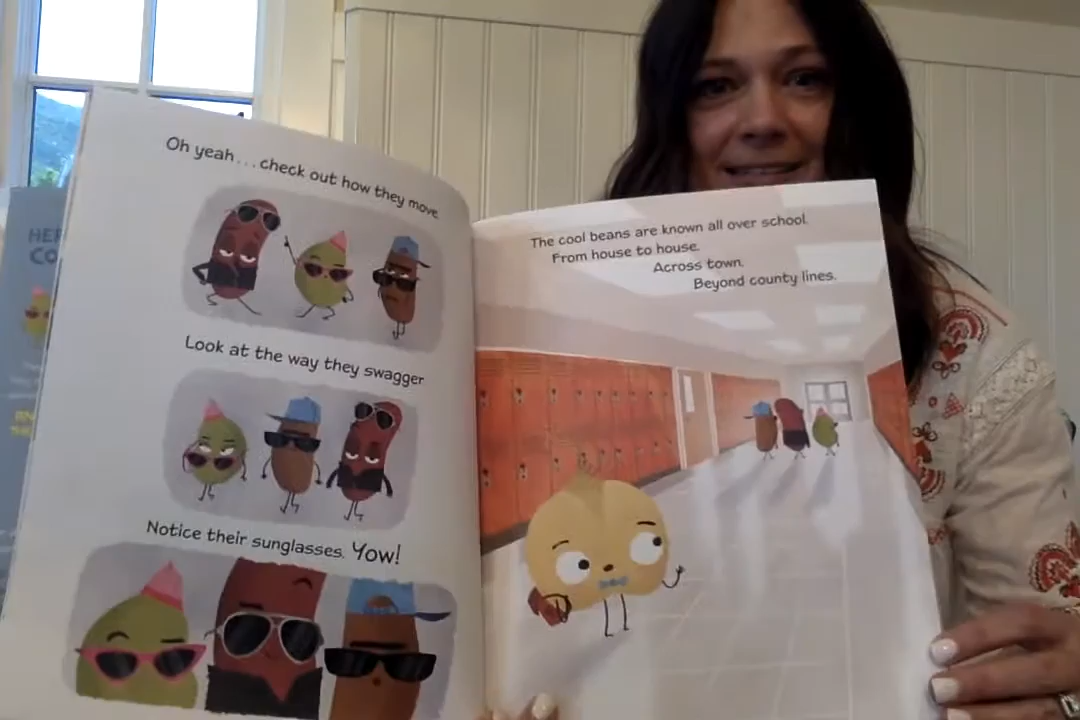 Oh yeah... check out how they move.
Look at the way they swagger
Notice their sunglasses. Yow!
The cool beans are known all over school.
From house to house.
Across town.
Beyond county lines.